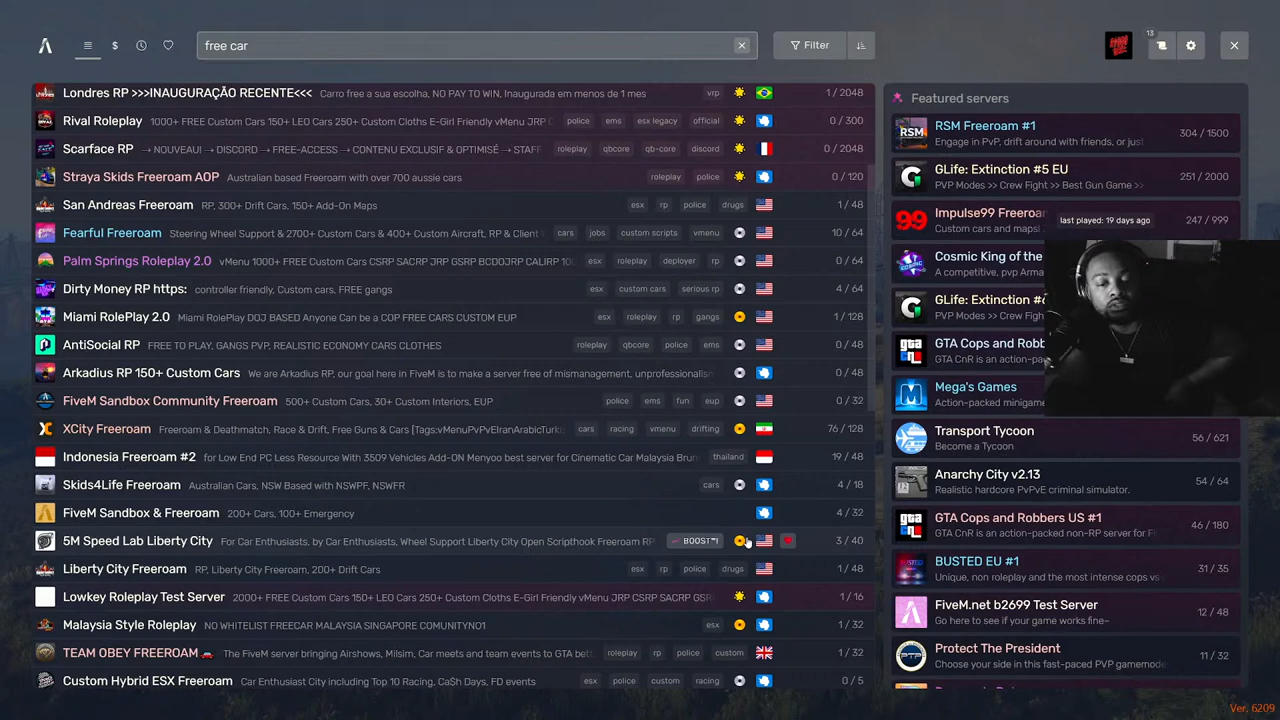 $
free car
Filter
13
Londres RP >>>INAUGURAÇÃO RECENTE<<< Carro free a sua escolha, NO PAY TO WIN, Inaugurada em menos de 1 mes vrp 1 / 2048
Rival Roleplay 1000+ FREE Custom Cars 150+ LEO Cars 250+ Custom Cloths E-Girl Friendly vMenu JRP police ems esx legacy official 0 / 300
Scarface RP → NOUVEAU → FREE ACCESS → CONTENU EXCLUSIF & OPTIMISE → STAFF roleplay qbcore qb-core discord 0 / 2048
Straya Skids Freeroam AOP Australian based Freeroam with over 700 aussie cars roleplay police 0 / 120
San Andreas Freeroam RP, 300+ Drift Cars, 150+ Add-On Maps esx rp police drugs 1 / 48
Fearful Freeroam Steering Wheel Support & 2700+ Custom Cars & 400+ Custom Aircraft, RP & Client cars jobs custom scripts vmenu 10 / 64
Palm Springs Roleplay 2.0 vMenu 1000+ FREE Custom Cars CSRP SACRP JRP GSRP ECDOJRP CALIRP 100 esx roleplay deployer rp 0 / 64
Dirty Money RP https: controller friendly, Custom cars. FREE gangs esx custom cars serious rp 4 / 64
Miami RolePlay 2.0 Miami RolePlay DOJ BASED Anyone Can be a COP FREE CARS CUSTOM EUP esx roleplay rp gangs 1 / 128
AntiSocial RP FREE TO PLAY, GANGS PVP, REALISTIC ECONOMY CARS CLOTHES roleplay qbcore police ems 0 / 48
Arkadius RP 150+ Custom Cars We are Arkadius RP, our goal here in FiveM is to make a server free of mismanagement, unprofessionalism 0 / 48
FiveM Sandbox Community Freeroam 500+ Custom Cars, 30+ Custom Interiors, EUP police ems fun eup 0 / 32
XCity Freeroam Freeroam & Deathmatch, Race & Drift, Free Guns & Cars [Tags:vMenuPvPvEIranArabicTurki cars racing vmenu drifting 76 / 128
Indonesia Freeroam #2 High End PC Less Resource With 3509 Vehicles Add-ON Menyoo best server for Cinematic Car Malaysia Brun thailand 19 / 48
Skids4Life Freeroam Australian Cars, NSW Based with NSWPF, NSWFR cars 4 / 18
FiveM Sandbox & Freeroam 200+ Cars, 100+ Emergency 4 / 32
5M Speed Lab Liberty City For Car Enthusiasts, by Car Enthusiasts, Wheel Support Liberty City Open Scripthook Freeroam RP BOOST™! 3 / 40
Liberty City Freeroam Liberty City Freeroam, 200+ Drift Cars esx rp police drugs 1 / 48
Lowkey Roleplay Test Server 2000+ FREE Custom Cars 150+ LEO Cars 250+ Custom Cloths E-Girl Friendly vMenu JRP CSRP SACRP GSR 1 / 16
Malaysia Style Roleplay WHITELIST FREECAR MALAYSIA SINGAPORE COMUNITYNO1 esx 1 / 32
TEAM OBEY FREEROAM The FiveM server bringing Airshows, Milsim, Car meets and team events to GTA bett roleplay rp police custom 1 / 32
Custom Hybrid ESX Freeroam Car Enthusiast City including Top 10 Racing, Ca$h Drops, FD events esx police custom racing 0 / 5
Featured servers
RSM
RSM Freeroam #1 304 / 1500
Engage in PvP, drift around with friends, or just
GLife: Extinction #5 EU 251 / 2000
PVP Modes >> Crew Fight >> Best Gun Game >>
99
Impulse99 Freeroam 247 / 999
Custom cars and maps!
last played: 19 days ago
Cosmic King of the
A competitive, pvp Arma
GLife: Extinction #
PVP Modes >> Crew Fi
gta cnr
GTA Cops and Robb
GTA CnR is an action-pack
Mega's Games
Action-packed minigame
Transport Tycoon 56 / 621
Become a Tycoon
Anarchy City v2.13 54 / 64
Realistic hardcore PvPvE criminal simulator.
gta cnr
GTA Cops and Robbers US #1 46 / 180
GTA CnR is an action-packed non-RP server for
BUSTED
BUSTED EU #1 31 / 35
Unique, non roleplay and the most intense cops vs
FiveM.net b2699 Test Server 12 / 48
Go here to see if your game works fine~
Protect The President 11 / 32
Choose your side in this fast-paced PVP gamemode
Ver. 6209